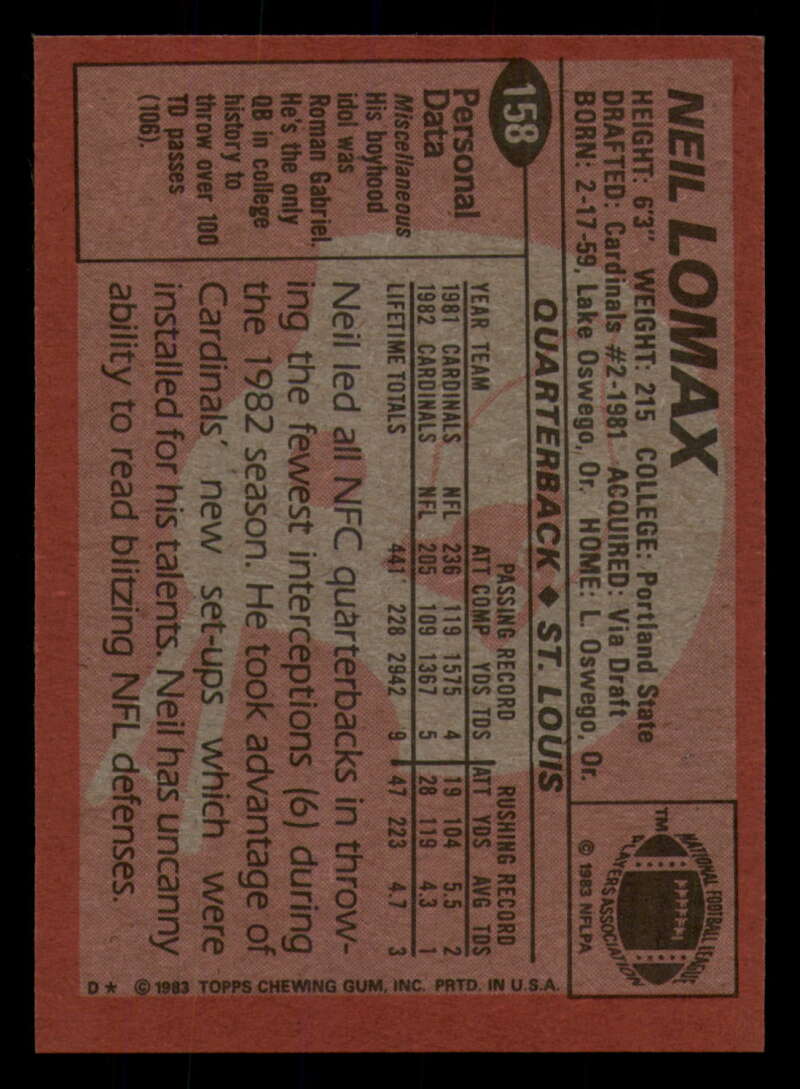 NEIL LOMAX
HEIGHT: 6'3" WEIGHT: 215 COLLEGE: Portland State
DRAFTED: Cardinals #2-1981 ACQUIRED: Via Draft
BORN: 2-17-59, Lake Oswego, Or. HOME: L. Oswego, Or.
NATIONAL FOOTBALL LEAGUE
PLAYERS ASSOCIATION
TM
© 1983 NFLPA
158
QUARTERBACK ♦ ST. LOUIS
Personal
Data
Miscellaneous
His boyhood
idol was
Roman Gabriel.
He's the only
QB in college
history to
throw over 100
TD passes
(106).
PASSING RECORD RUSHING RECORD
YEAR TEAM ATT COMP YDS TDS ATT YDS AVG TDS
1981 CARDINALS NFL 236 119 1575 4 19 104 5.5 2
1982 CARDINALS NFL 205 109 1367 5 28 119 4.3 1
LIFETIME TOTALS 441 228 2942 9 47 223 4.7 3
Neil led all NFC quarterbacks in throw-
ing the fewest interceptions (6) during
the 1982 season. He took advantage of
Cardinals' new set-ups which were
installed for his talents. Neil has uncanny
ability to read blitzing NFL defenses.
D* © 1983 TOPPS CHEWING GUM, INC. PRTD. IN U.S.A.